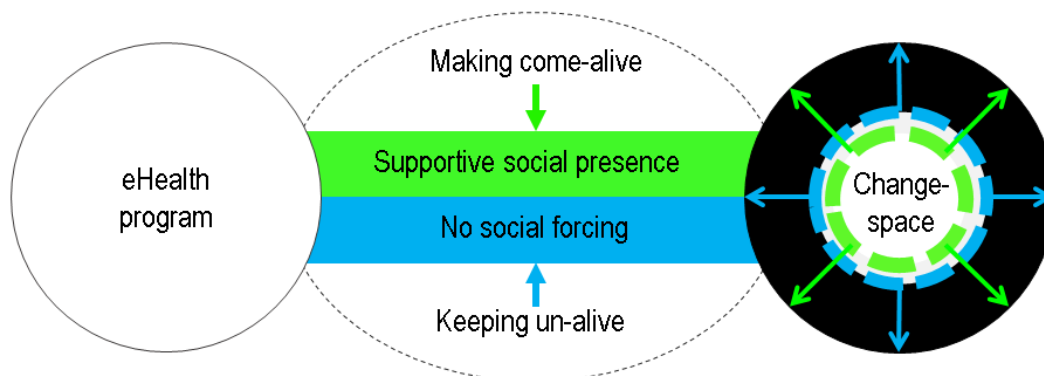 eHealth
program
Making come-alive
Supportive social presence
No social forcing
Keeping un-alive
Change-
space